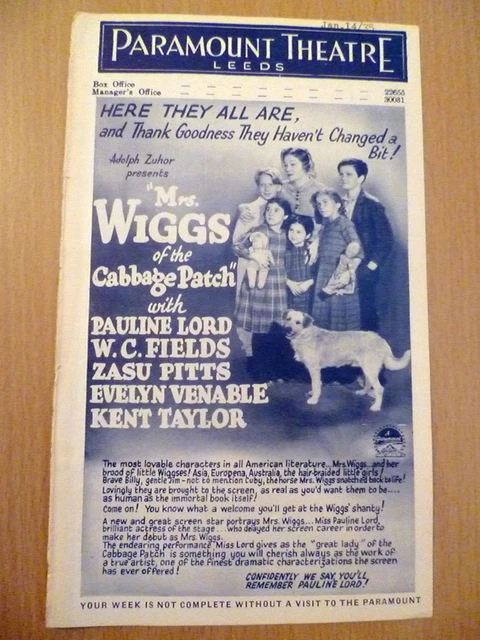 Jan.14/35
PARAMOUNT THEATRE
LEEDS
Box Office 22655
Manager's Office 30081
HERE THEY ALL ARE,
and Thank Goodness They Haven't Changed a
Bit!
Adolph Zuhor
presents
"Mrs.
WIGGS
of the
Cabbage Patch"
with
PAULINE LORD
W.C. FIELDS
ZASU PITTS
EVELYN VENABLE
KENT TAYLOR
The most lovable characters in all American literature... Mrs. Wiggs... and her
brood of little Wiggses! Asia, Europena, Australia, the hair-braided little girls!
Brave Billy, gentle Jim - not to mention Cuby, the horse Mrs. Wiggs snatched back to life!
Lovingly they are brought to the screen, as real as you'd want them to be....
as human as the immortal book itself!
Come on! You know what a welcome you'll get at the Wiggs' shanty!
A new and great screen star portrays Mrs. Wiggs... Miss Pauline Lord,
brilliant actress of the stage... who delayed her screen career in order to
make her debut as Mrs. Wiggs.
The endearing performance Miss Lord gives as the "great lady" of the
Cabbage Patch is something you will cherish always as the work of
a true artist, one of the finest dramatic characterizations the screen
has ever offered!
CONFIDENTLY WE SAY, YOU'LL
REMEMBER PAULINE LORD!
YOUR WEEK IS NOT COMPLETE WITHOUT A VISIT TO THE PARAMOUNT